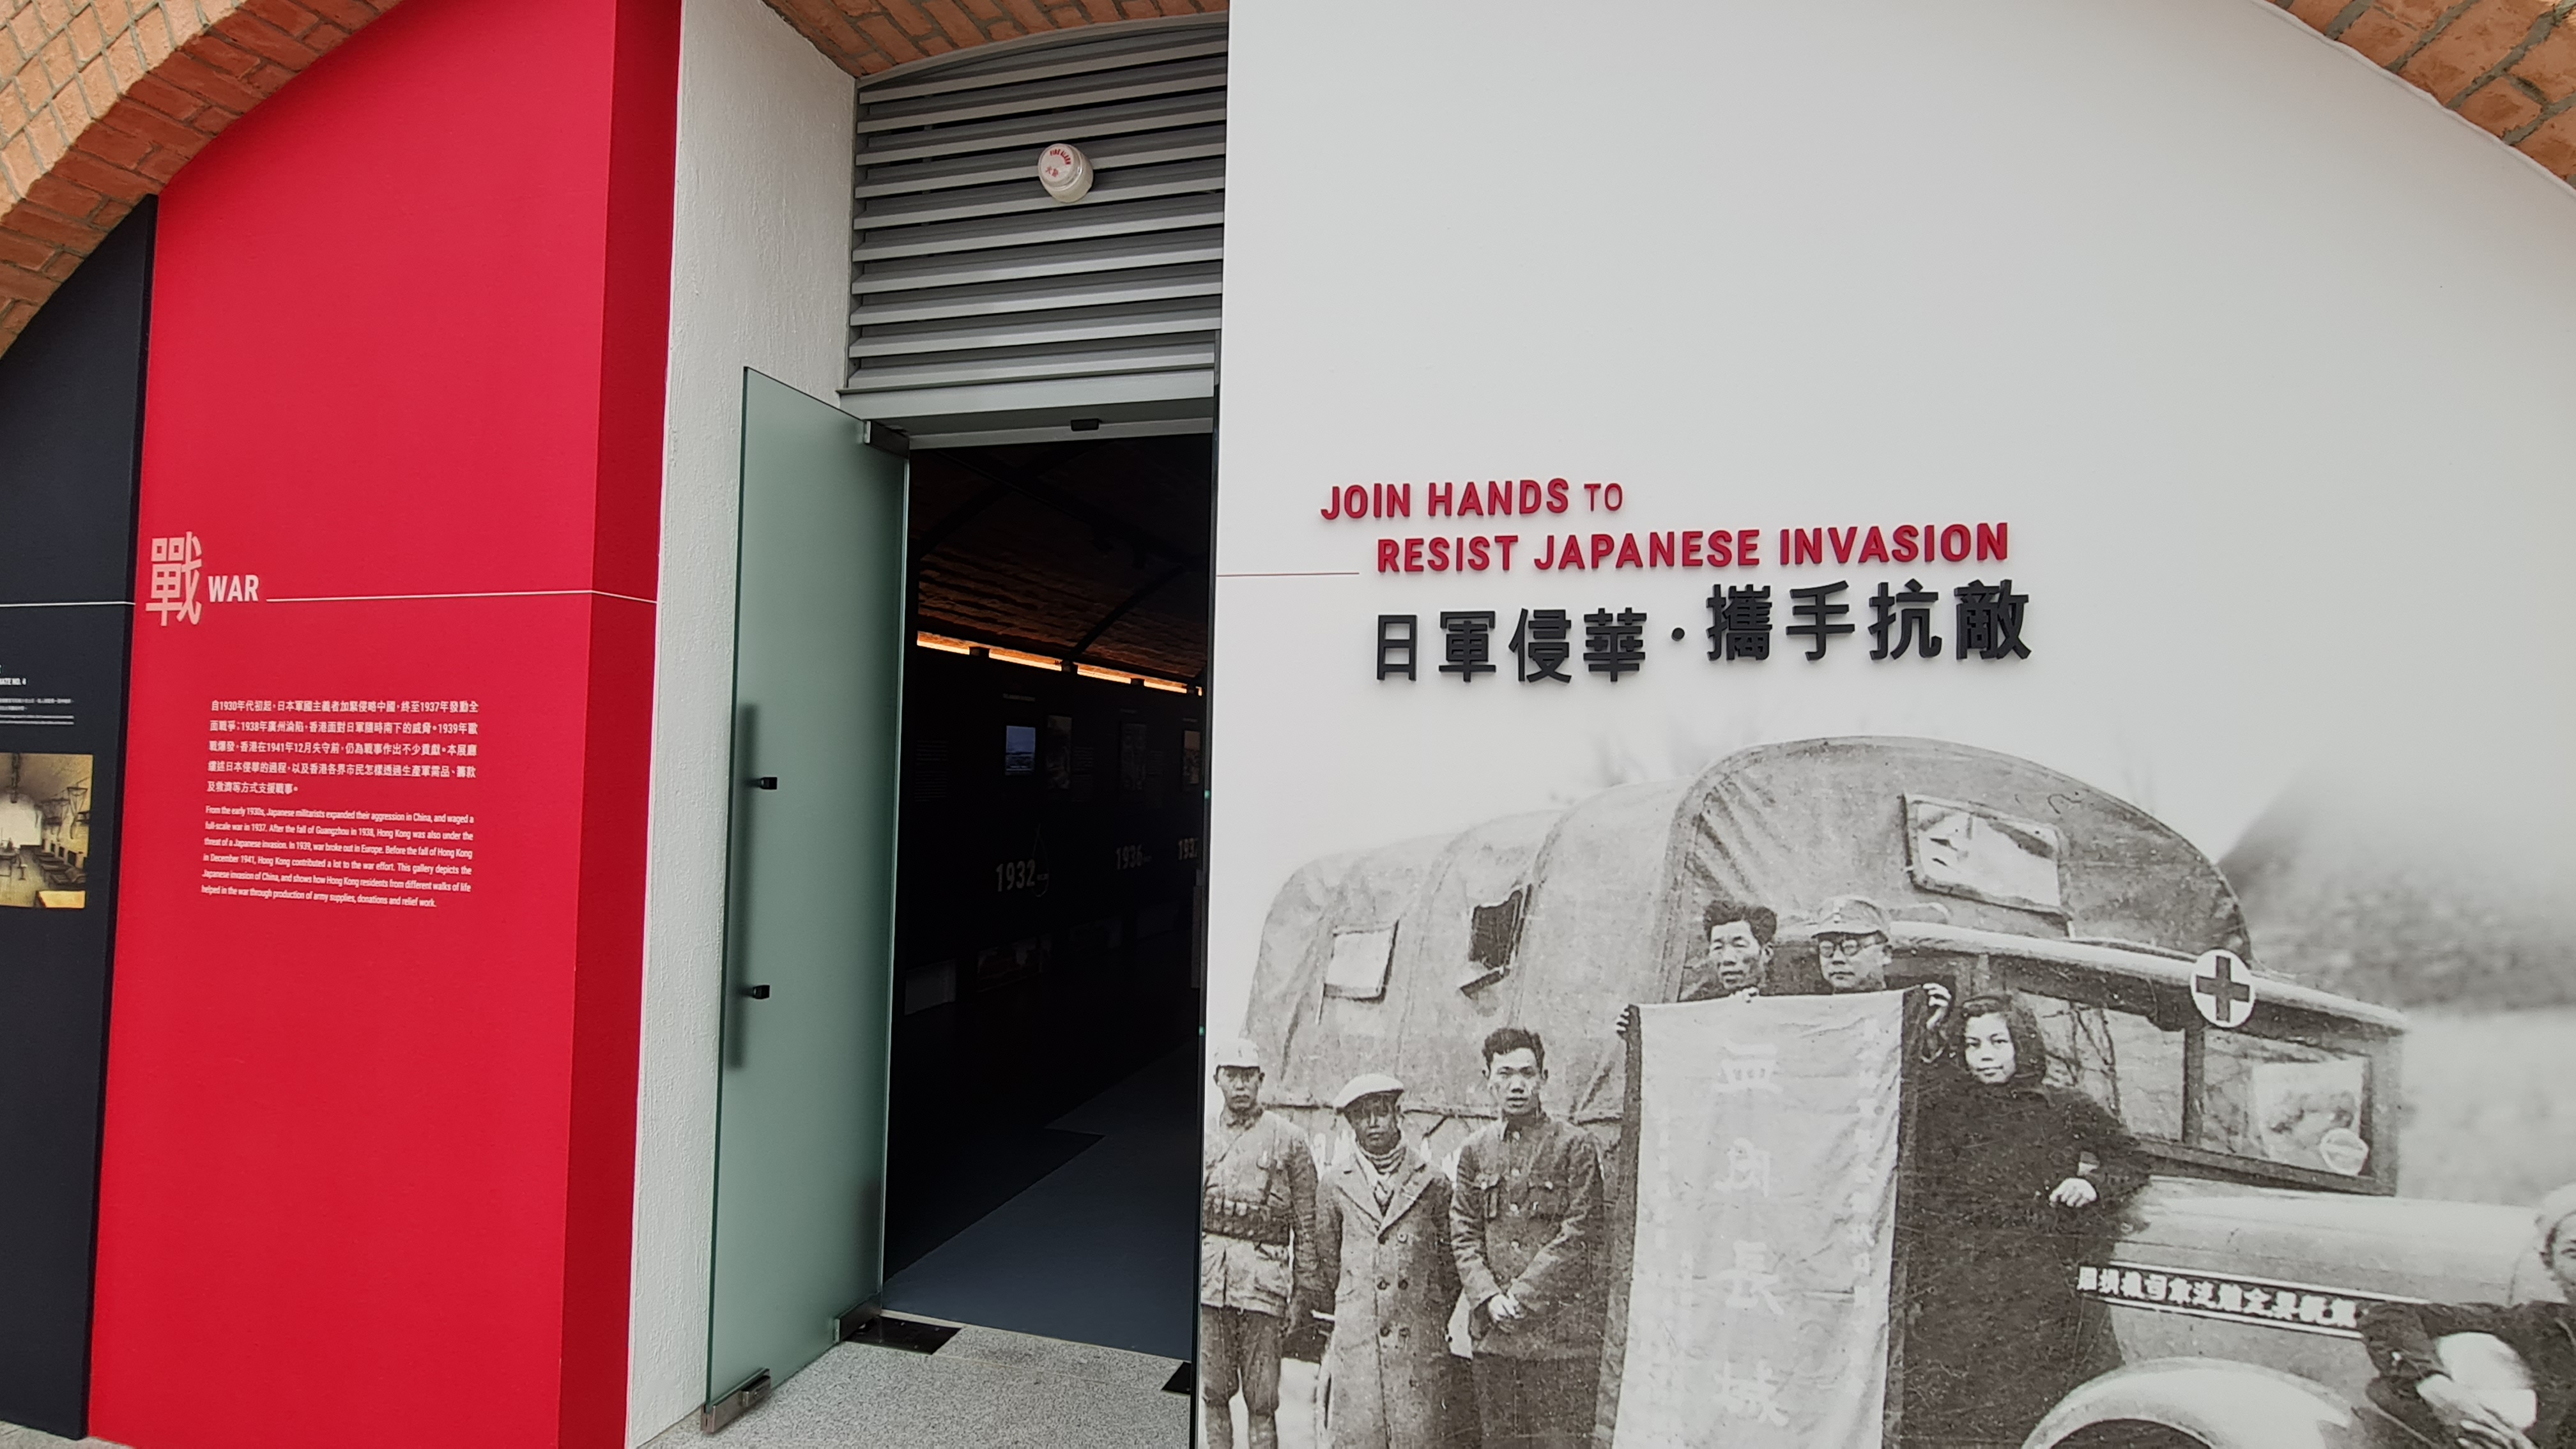 戰 WAR
自1930年代初起，日本軍國主義者加緊侵略中國，終至1937年發動全
面戰爭；1938年廣州淪陷，香港面對日軍隨時南下的威脅。1939年歐
戰爆發，香港在1941年12月失守前，仍為戰事作出不少貢獻。本展廳
縷述日本侵華的過程，以及香港各界市民怎樣透過生產軍需品、籌款
及救濟等方式支援戰事。
From the early 1930s, Japanese militarists expanded their aggression in China, and waged a
full-scale war in 1937. After the fall of Guangzhou in 1938, Hong Kong was also under the
threat of a Japanese invasion. In 1939, war broke out in Europe. Before the fall of Hong Kong
in December 1941, Hong Kong contributed a lot to the war effort. This gallery depicts the
Japanese invasion of China, and shows how Hong Kong residents from different walks of life
helped in the war through production of army supplies, donations and relief work.
FIRE ALARM
火警
1932
1936
JOIN HANDS TO
RESIST JAPANESE INVASION
日軍侵華·攜手抗敵
血肉長城